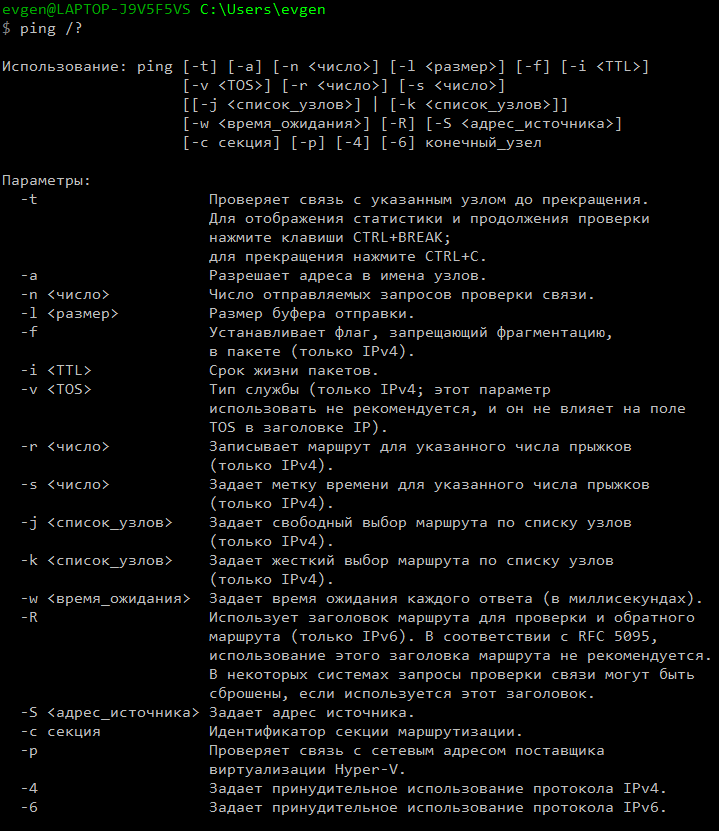 evgen@LAPTOP-J9V5F5VS C:\Users\evgen
$ ping /?
Использование: ping [-t] [-a] [-n <число>] [-l <размер>] [-f] [-i <TTL>]
[-v <TOS>] [-r <число>] [-s <число>]
[[-j <список_узлов>] | [-k <список_узлов>]]
[-w <время_ожидания>] [-R] [-S <адрес_источника>]
[-c секция] [-p] [-4] [-6] конечный_узел
Параметры:
-t Проверяет связь с указанным узлом до прекращения.
Для отображения статистики и продолжения проверки
нажмите клавиши CTRL+BREAK;
для прекращения нажмите CTRL+C.
-a Разрешает адреса в имена узлов.
-n <число> Число отправляемых запросов проверки связи.
-l <размер> Размер буфера отправки.
-f Устанавливает флаг, запрещающий фрагментацию,
в пакете (только IPv4).
-i <TTL> Срок жизни пакетов.
-v <TOS> Тип службы (только IPv4; этот параметр
использовать не рекомендуется, и он не влияет на поле
TOS в заголовке IP).
-r <число> Записывает маршрут для указанного числа прыжков
(только IPv4).
-s <число> Задает метку времени для указанного числа прыжков
(только IPv4).
-j <список_узлов> Задает свободный выбор маршрута по списку узлов
(только IPv4).
-k <список_узлов> Задает жесткий выбор маршрута по списку узлов
(только IPv4).
-w <время_ожидания> Задает время ожидания каждого ответа (в миллисекундах).
-R Использует заголовок маршрута для проверки и обратного
маршрута (только IPv6). В соответствии с RFC 5095,
использование этого заголовка маршрута не рекомендуется.
В некоторых системах запросы проверки связи могут быть
сброшены, если используется этот заголовок.
-S <адрес_источника> Задает адрес источника.
-c секция Идентификатор секции маршрутизации.
-p Проверяет связь с сетевым адресом поставщика
виртуализации Hyper-V.
-4 Задает принудительное использование протокола IPv4.
-6 Задает принудительное использование протокола IPv6.